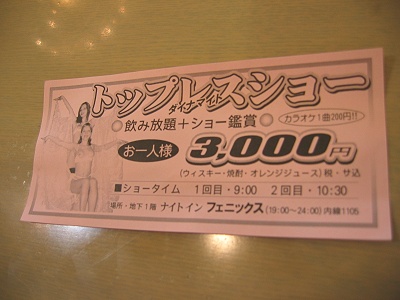 トップレスショー
ダイナマイト
◎飲み放題+ショー鑑賞◎
カラオケ1曲200円!!
お一人様 3,000円
(ウィスキー・焼酎・オレンジジュース)税・サ込
■ショータイム 1回目・9:00 2回目・10:30
場所・地下1階 ナイトイン フェニックス (19:00~24:00) 内線1105